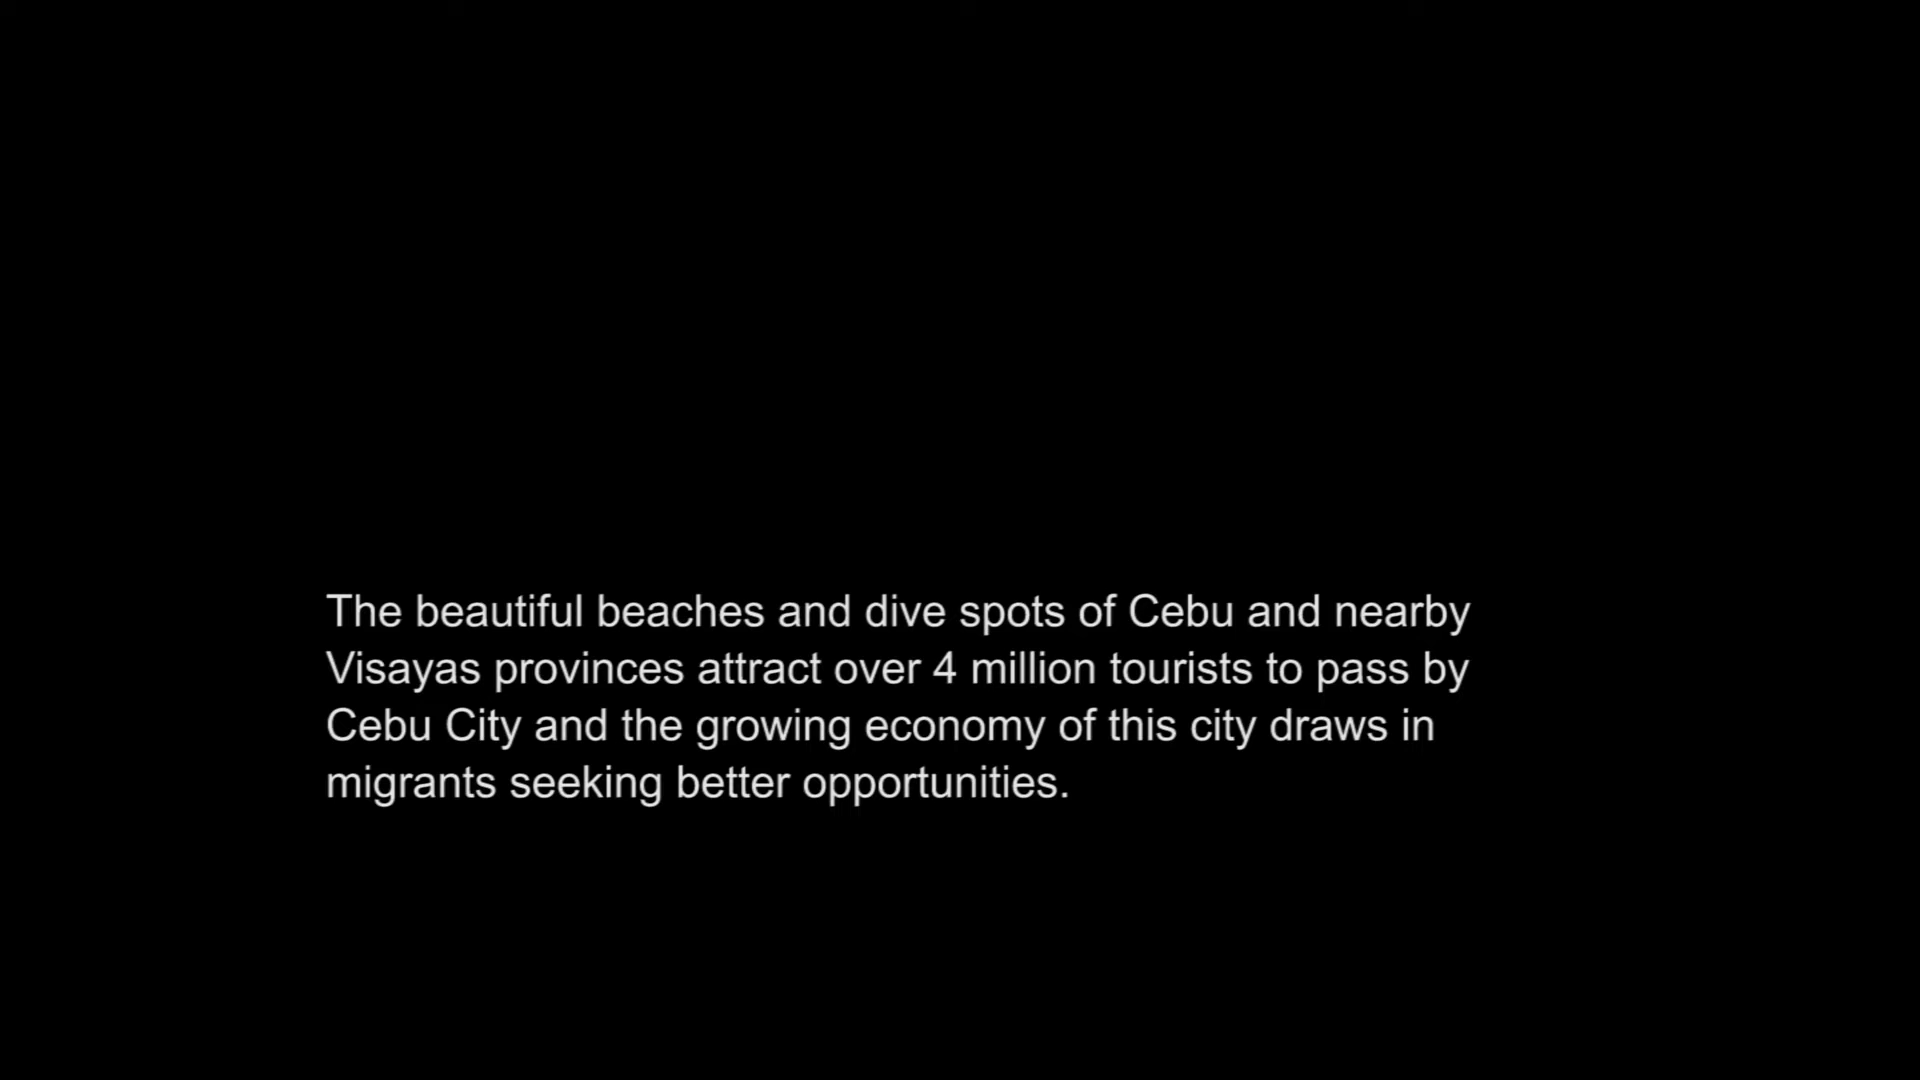 The beautiful beaches and dive spots of Cebu and nearby
Visayas provinces attract over 4 million tourists to pass by
Cebu City and the growing economy of this city draws in
migrants seeking better opportunities.